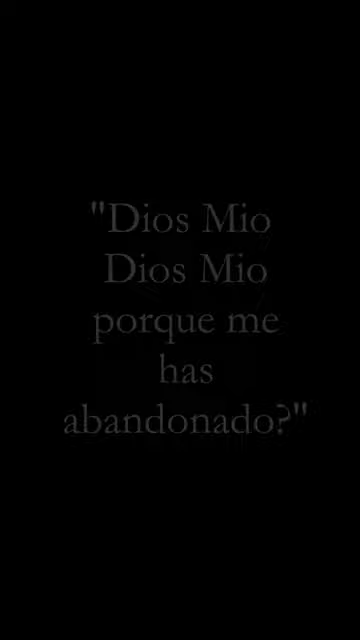 "Dios Mio
Dios Mio
porque me
has
abandonado?"